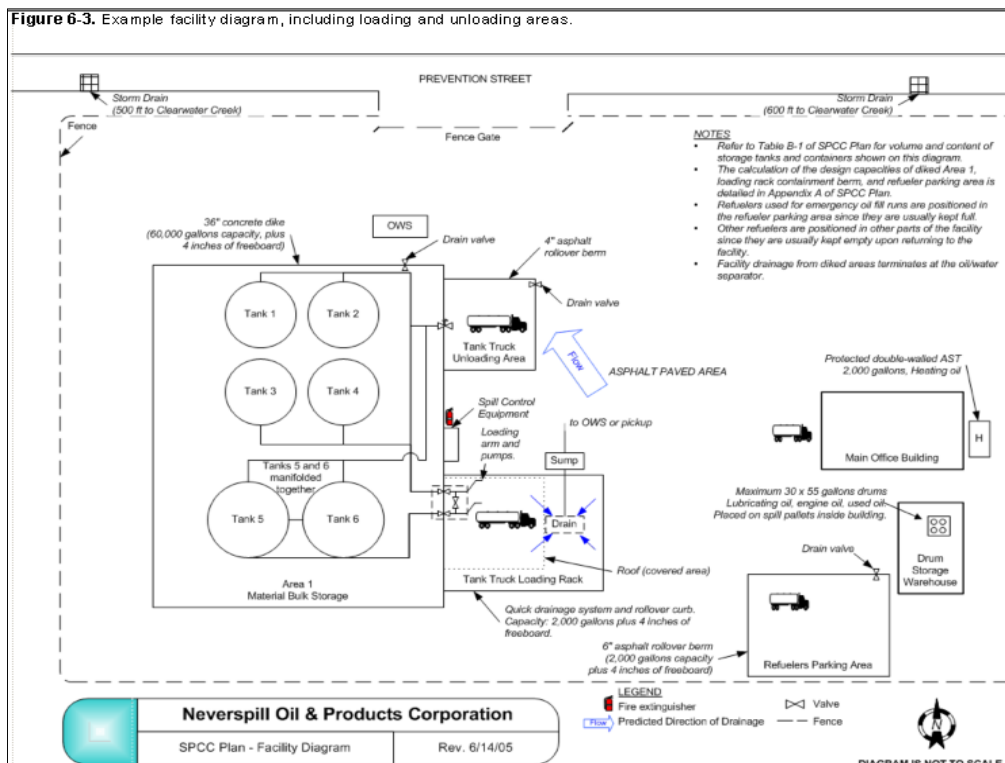 Figure 6-3. Example facility diagram, including loading and unloading areas.
PREVENTION STREET
Storm Drain
(500 ft to Clearwater Creek)
Storm Drain
(600 ft to Clearwater Creek)
Fence
Fence Gate
NOTES
• Refer to Table B-1 of SPCC Plan for volume and content of
storage tanks and containers shown on this diagram.
• The calculation of the design capacities of diked Area 1,
loading rack containment berm, and refueler parking area is
detailed in Appendix A of SPCC Plan.
• Refuelers used for emergency oil fill runs are positioned in
the refueler parking area since they are usually kept full.
• Other refuelers are positioned in other parts of the facility
since they are usually kept empty upon returning to the
facility.
• Facility drainage from diked areas terminates at the oil/water
separator.
36" concrete dike
(60,000 gallons capacity, plus
4 inches of freeboard)
OWS
Drain valve
4" asphalt
rollover berm
Drain valve
Tank 1
Tank 2
Tank Truck
Unloading Area
Flow
ASPHALT PAVED AREA
Protected double-walled AST
2,000 gallons, Heating oil
Tank 3
Tank 4
Spill Control
Equipment
Loading
arm and
pumps.
to OWS or pickup
Sump
H
Main Office Building
Tanks 5 and 6
manifolded
together
Tank 5
Tank 6
Drain
Maximum 30 x 55 gallons drums
Lubricating oil, engine oil, used oil
Placed on spill pallets inside building.
Drain valve
Drum
Storage
Warehouse
Roof (covered area)
Tank Truck Loading Rack
Area 1
Material Bulk Storage
Quick drainage system and rollover curb.
Capacity: 2,000 gallons plus 4 inches of
freeboard.
6" asphalt rollover berm
(2,000 gallons capacity
plus 4 inches of freeboard)
Refuelers Parking Area
Neverspill Oil & Products Corporation
SPCC Plan - Facility Diagram
Rev. 6/14/05
LEGEND
Fire extinguisher
Valve
Flow
Predicted Direction of Drainage
Fence
N
DIAGRAM IS NOT TO SCALE